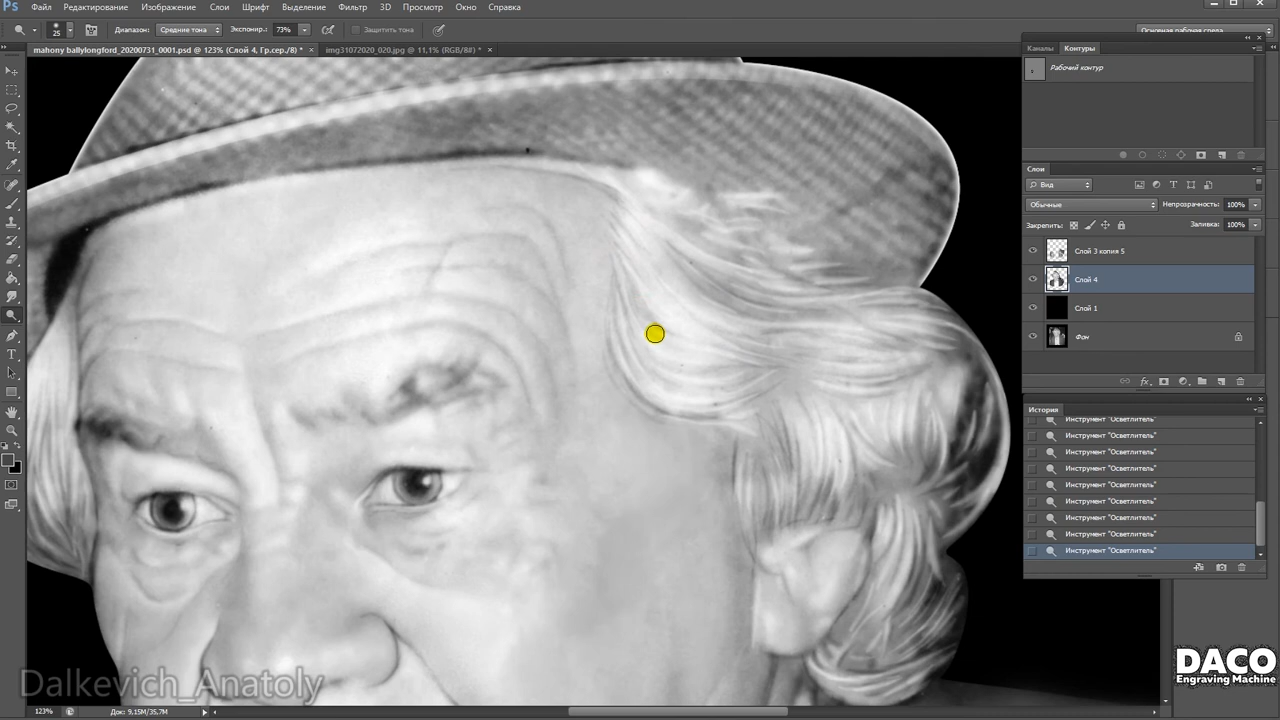 Ps Файл Редактирование Изображение Слои Шрифт Выделение Фильтр 3D Просмотр Окно Справка
25 Диапазон: Средние тона Экспонир.: 73% Защитить тона
Основная рабочая среда
mahony ballylongford_20200731_0001.psd @ 123% (Слой 4, Гр.сер./8) * × img31072020_020.jpg @ 11,1% (RGB/8#) * ×
Каналы Контуры
Рабочий контур
Слои
Вид
Обычные Непрозрачность: 100%
Закрепить: Заливка: 100%
Слой 3 копия 5
Слой 4
Слой 1
Фон
История
Инструмент "Осветлитель"
Инструмент "Осветлитель"
Инструмент "Осветлитель"
Инструмент "Осветлитель"
Инструмент "Осветлитель"
Инструмент "Осветлитель"
Инструмент "Осветлитель"
Инструмент "Осветлитель"
Инструмент "Осветлитель"
DACO
Engraving Machine
Dalkevich_Anatoly
123% Док: 9,15M/35,7M